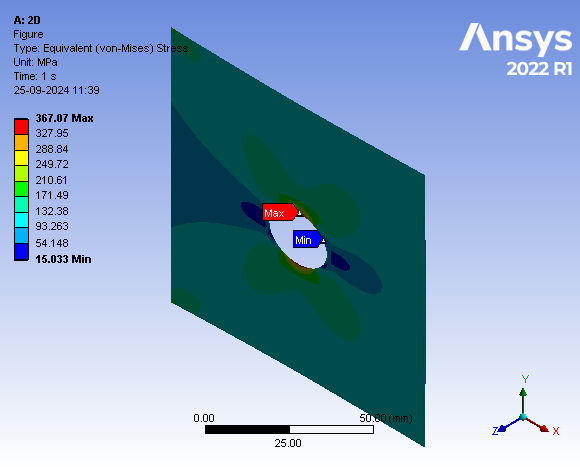 A: 2D
Figure
Type: Equivalent (von-Mises) Stress
Unit: MPa
Time: 1 s
25-09-2024 11:39
367.07 Max
327.95
288.84
249.72
210.61
171.49
132.38
93.263
54.148
15.033 Min
Ansys
2022 R1
Max
Min
0.00
50.00 (mm)
25.00
Y
Z
X